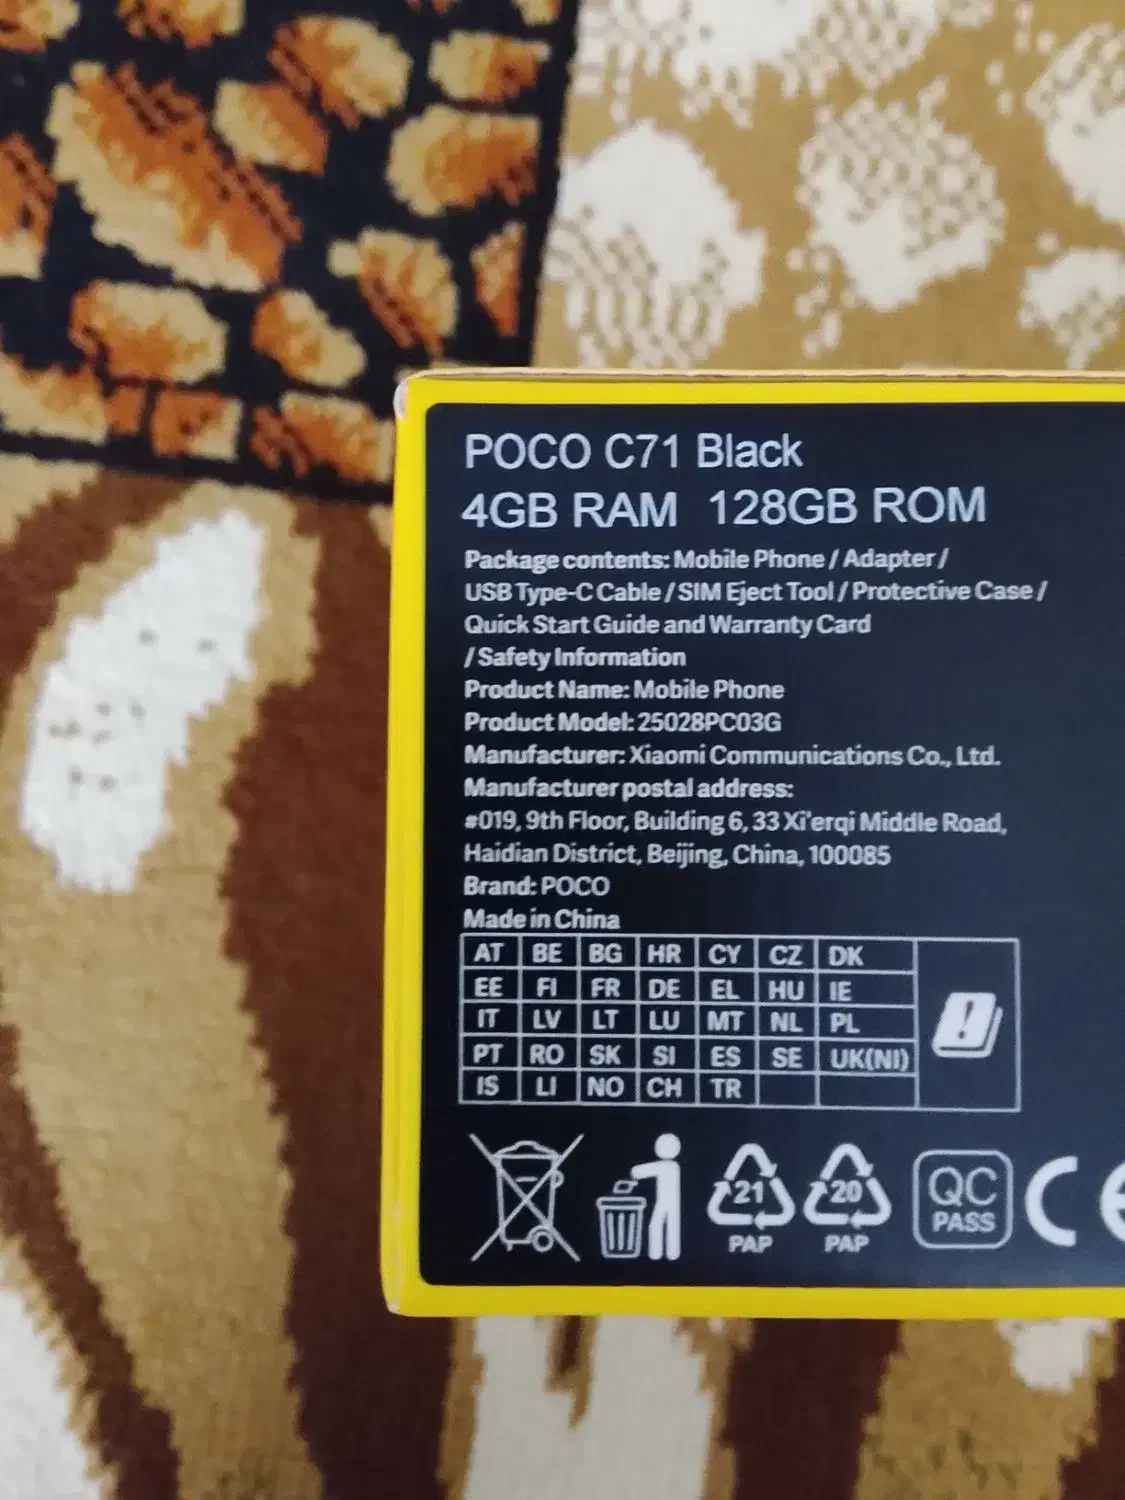 POCO C71 Black
4GB RAM 128GB ROM
Package contents: Mobile Phone / Adapter /
USB Type-C Cable / SIM Eject Tool / Protective Case /
Quick Start Guide and Warranty Card
/ Safety Information
Product Name: Mobile Phone
Product Model: 25028PC03G
Manufacturer: Xiaomi Communications Co., Ltd.
Manufacturer postal address:
#019, 9th Floor, Building 6, 33 Xi'erqi Middle Road,
Haidian District, Beijing, China, 100085
Brand: POCO
Made in China
AT BE BG HR CY CZ DK
EE FI FR DE EL HU IE
IT LV LT LU MT NL PL
PT RO SK SI ES SE UK(NI)
IS LI NO CH TR
21 20 QC CE
PAP PAP PASS